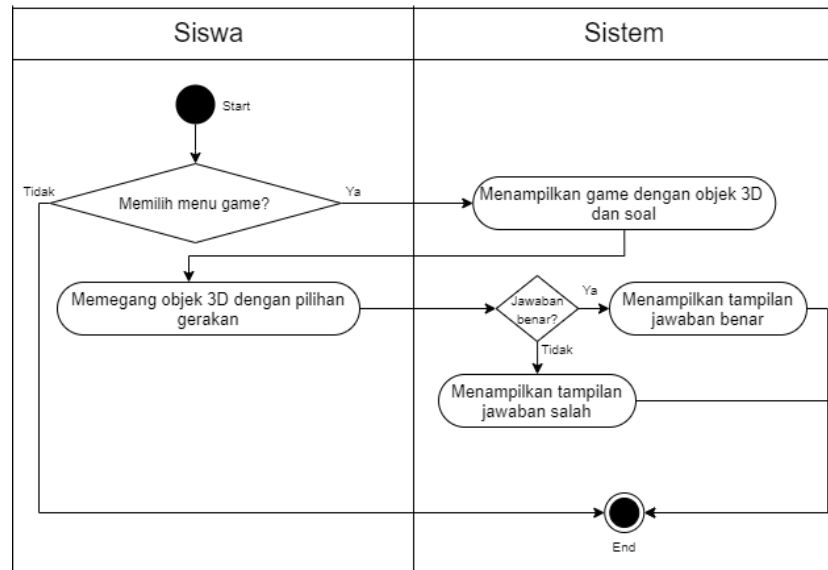 Siswa
Sistem
Start
Tidak
Memilih menu game?
Ya
Menampilkan game dengan objek 3D
dan soal
Memegang objek 3D dengan pilihan
gerakan
Jawaban
benar?
Ya
Menampilkan tampilan
jawaban benar
Tidak
Menampilkan tampilan
jawaban salah
End